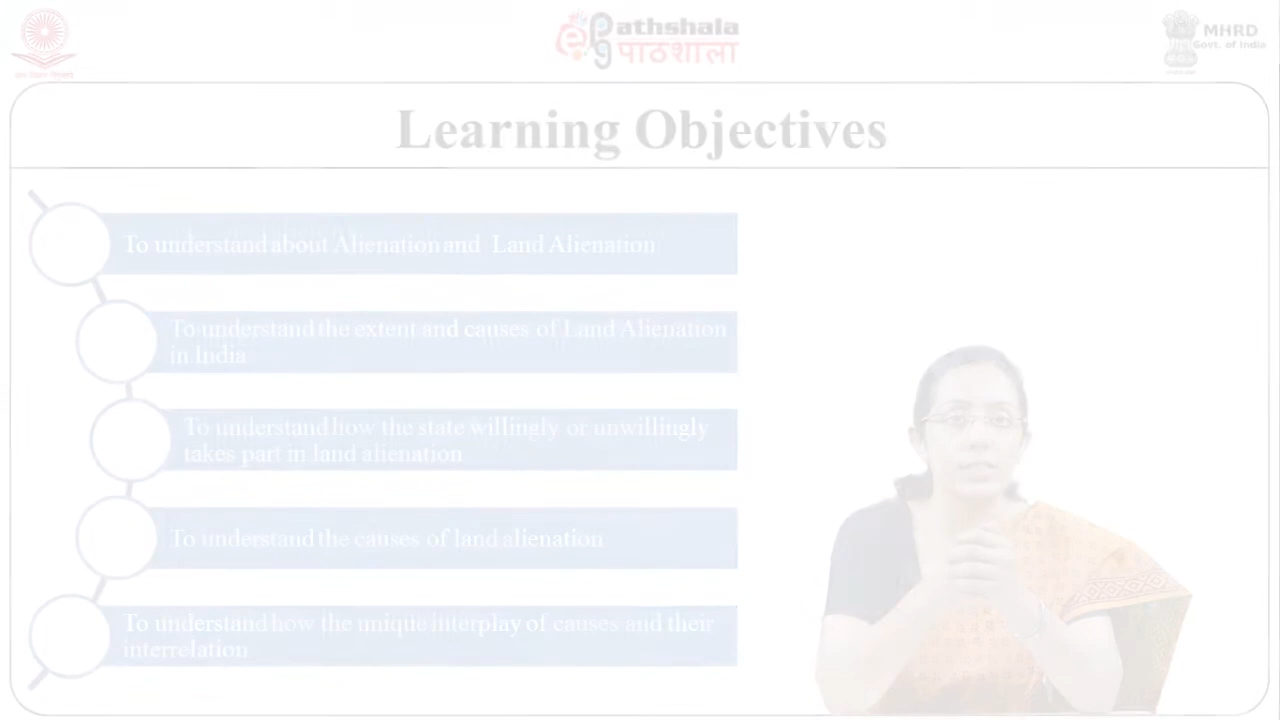 ePg Pathshala
पाठशाला
MHRD
Govt. of India
Learning Objectives
To understand about Alienation and Land Alienation
To understand the extent and causes of Land Alienation
in India
To understand how the state willingly or unwillingly
takes part in land alienation
To understand the causes of land alienation
To understand how the unique interplay of causes and their
interrelation